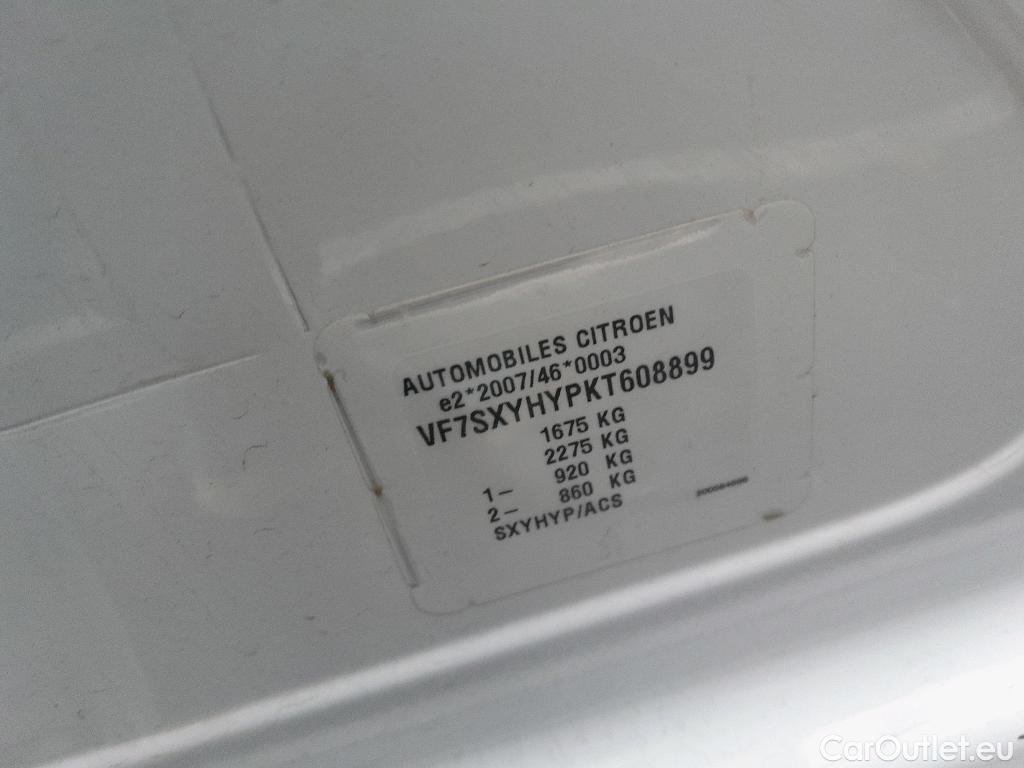 AUTOMOBILES CITROEN
e2*2007/46*0003
VF7SXYHYPKT608899
1675 KG
2275 KG
1– 920 KG
2– 860 KG
SXYHYP/ACS
CarOutlet.eu